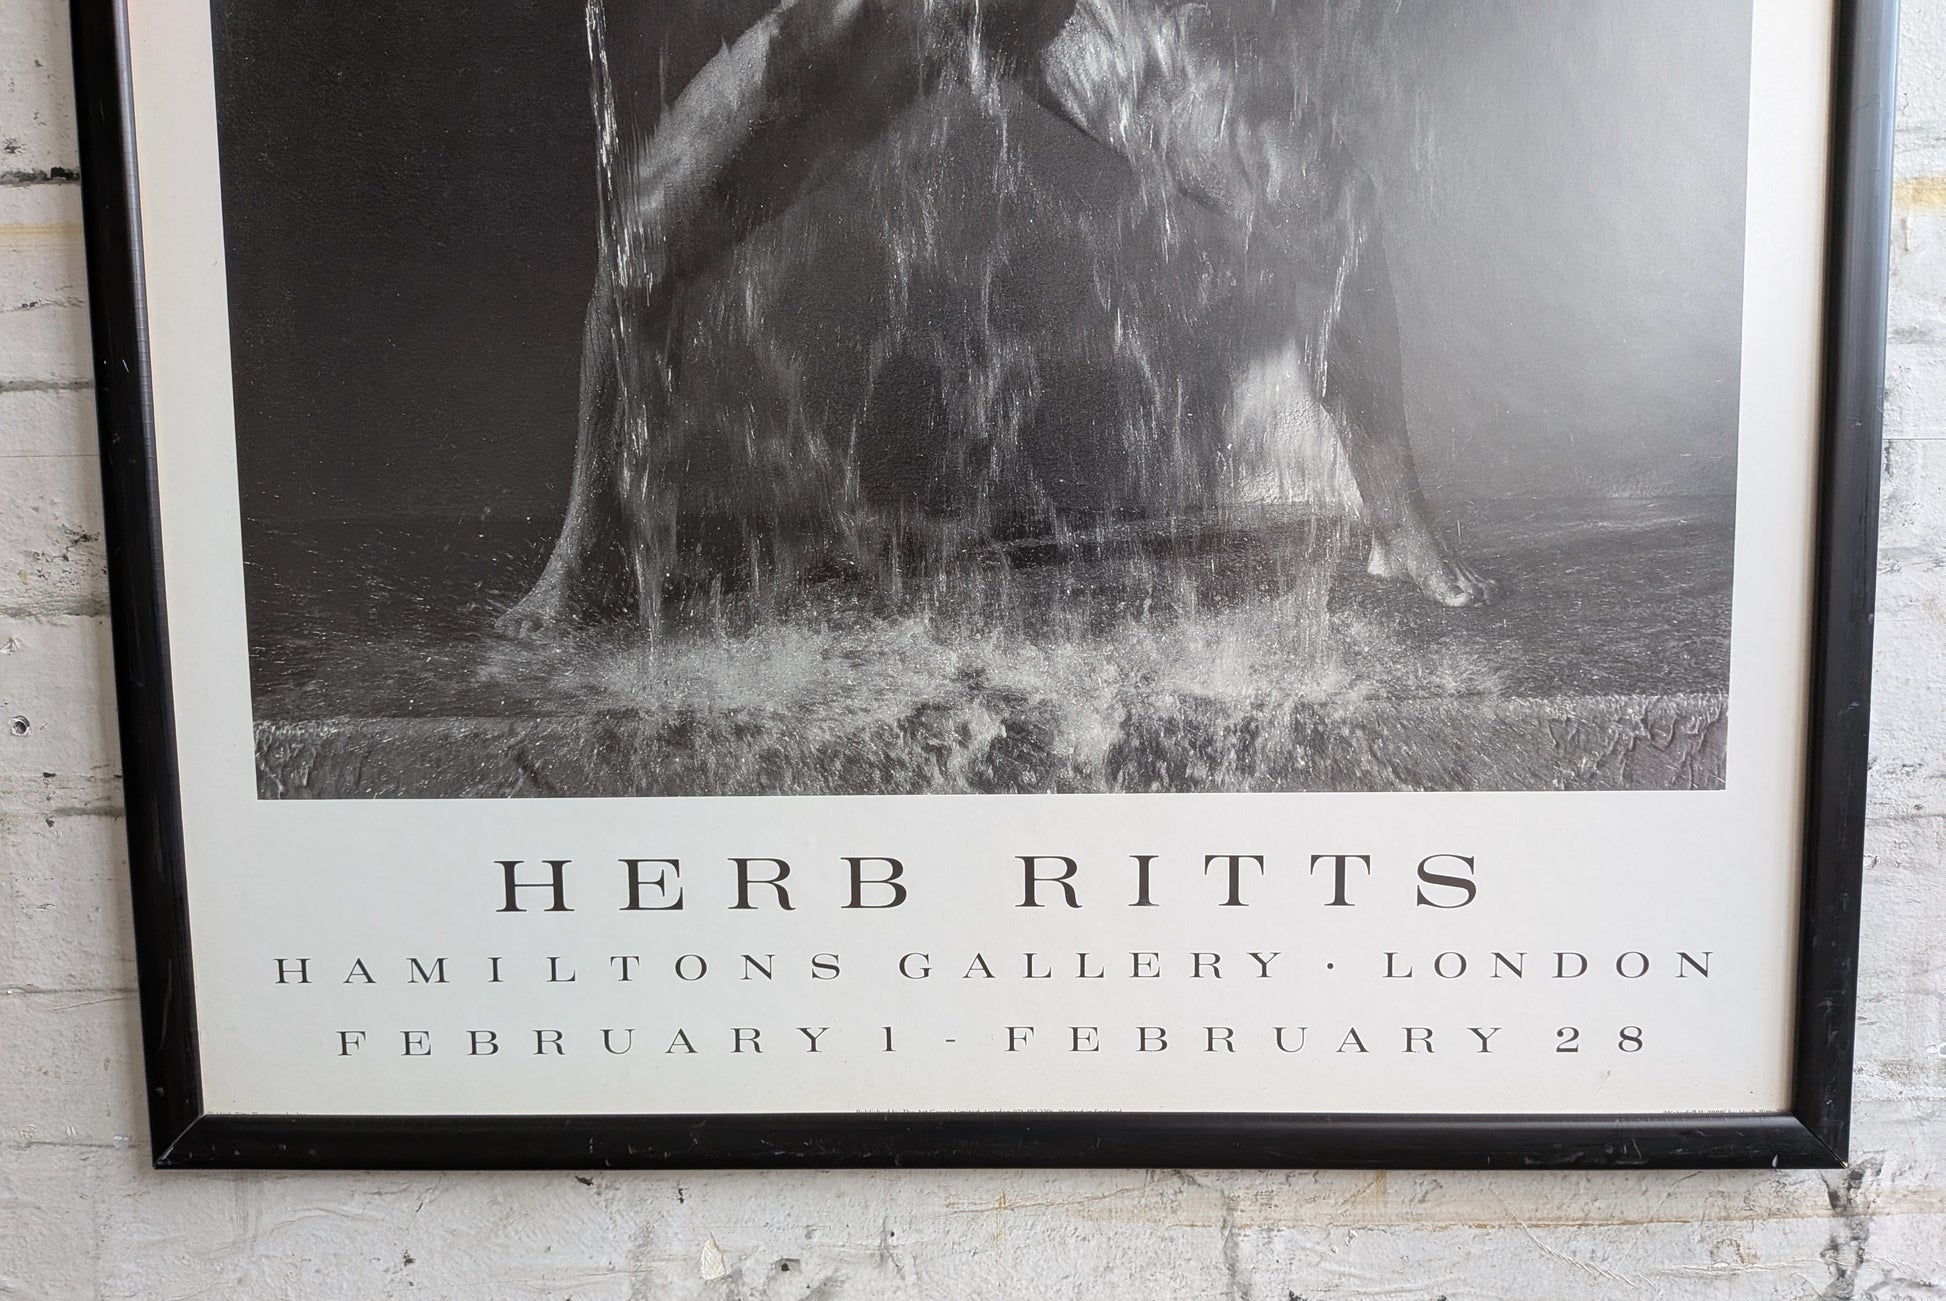 HERB RITTS
HAMILTONS GALLERY · LONDON
FEBRUARY 1 - FEBRUARY 28